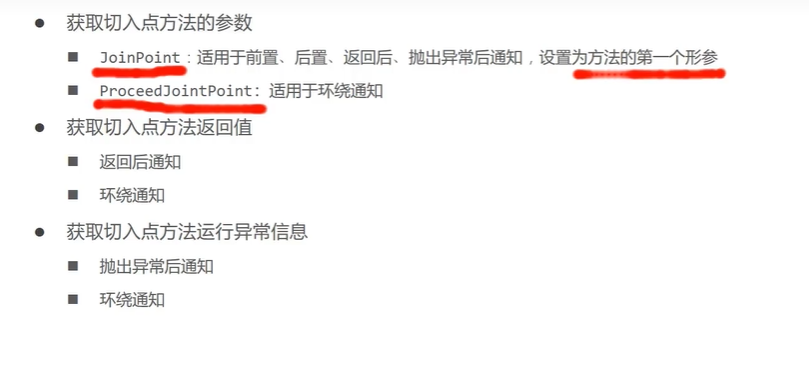 获取切入点方法的参数
JoinPoint：适用于前置、后置、返回后、抛出异常后通知，设置为方法的第一个形参
ProceedJointPoint: 适用于环绕通知
获取切入点方法返回值
返回后通知
环绕通知
获取切入点方法运行异常信息
抛出异常后通知
环绕通知